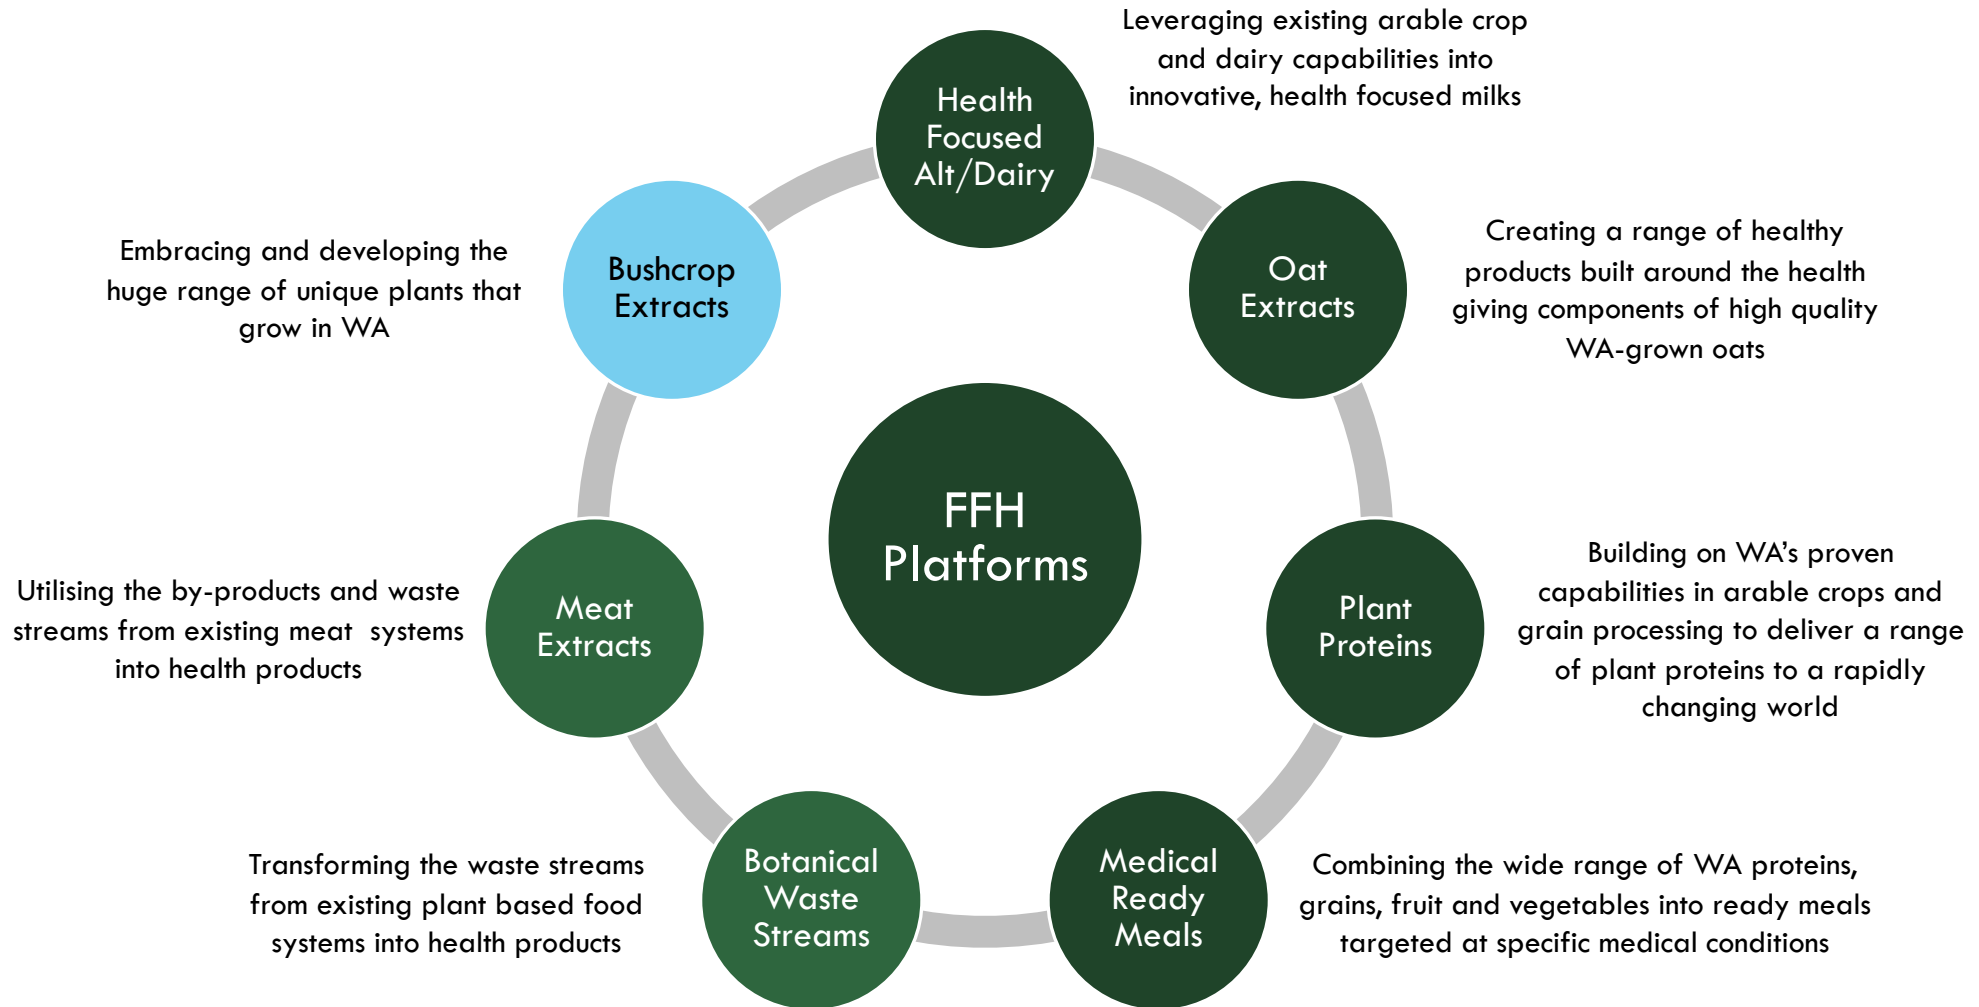 Leveraging existing arable crop
and dairy capabilities into
innovative, health focused milks
Health
Focused
Alt/Dairy
Oat
Extracts
Creating a range of healthy
products built around the health
giving components of high quality
WA-grown oats
Plant
Proteins
Building on WA’s proven
capabilities in arable crops and
grain processing to deliver a range
of plant proteins to a rapidly
changing world
Medical
Ready
Meals
Combining the wide range of WA proteins,
grains, fruit and vegetables into ready meals
targeted at specific medical conditions
Botanical
Waste
Streams
Transforming the waste streams
from existing plant based food
systems into health products
Meat
Extracts
Utilising the by-products and waste
streams from existing meat  systems
into health products
Bushcrop
Extracts
Embracing and developing the
huge range of unique plants that
grow in WA
FFH
Platforms